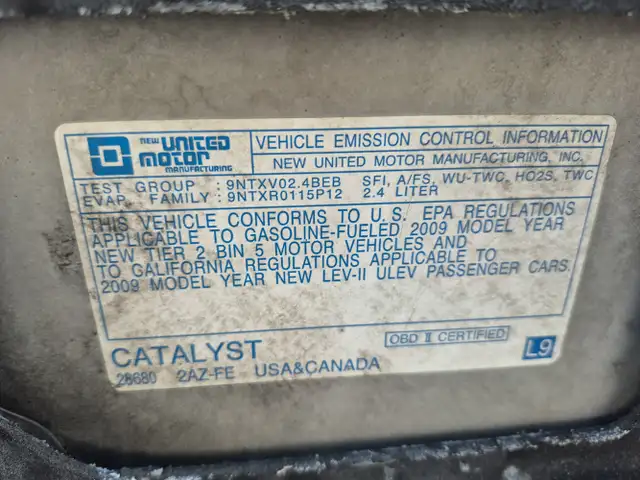 NEW UNITED
MOTOR
MANUFACTURING
VEHICLE EMISSION CONTROL INFORMATION
NEW UNITED MOTOR MANUFACTURING, INC.
TEST GROUP : 9NTXV02.4BEB SFI, A/FS, WU-TWC, HO2S, TWC
EVAP. FAMILY : 9NTXR0115P12 2.4 LITER
THIS VEHICLE CONFORMS TO U.S. EPA REGULATIONS
APPLICABLE TO GASOLINE-FUELED 2009 MODEL YEAR
NEW TIER 2 BIN 5 MOTOR VEHICLES AND
TO CALIFORNIA REGULATIONS APPLICABLE TO
2009 MODEL YEAR NEW LEV-II ULEV PASSENGER CARS.
OBD II CERTIFIED
CATALYST
L9
28680 2AZ-FE USA&CANADA